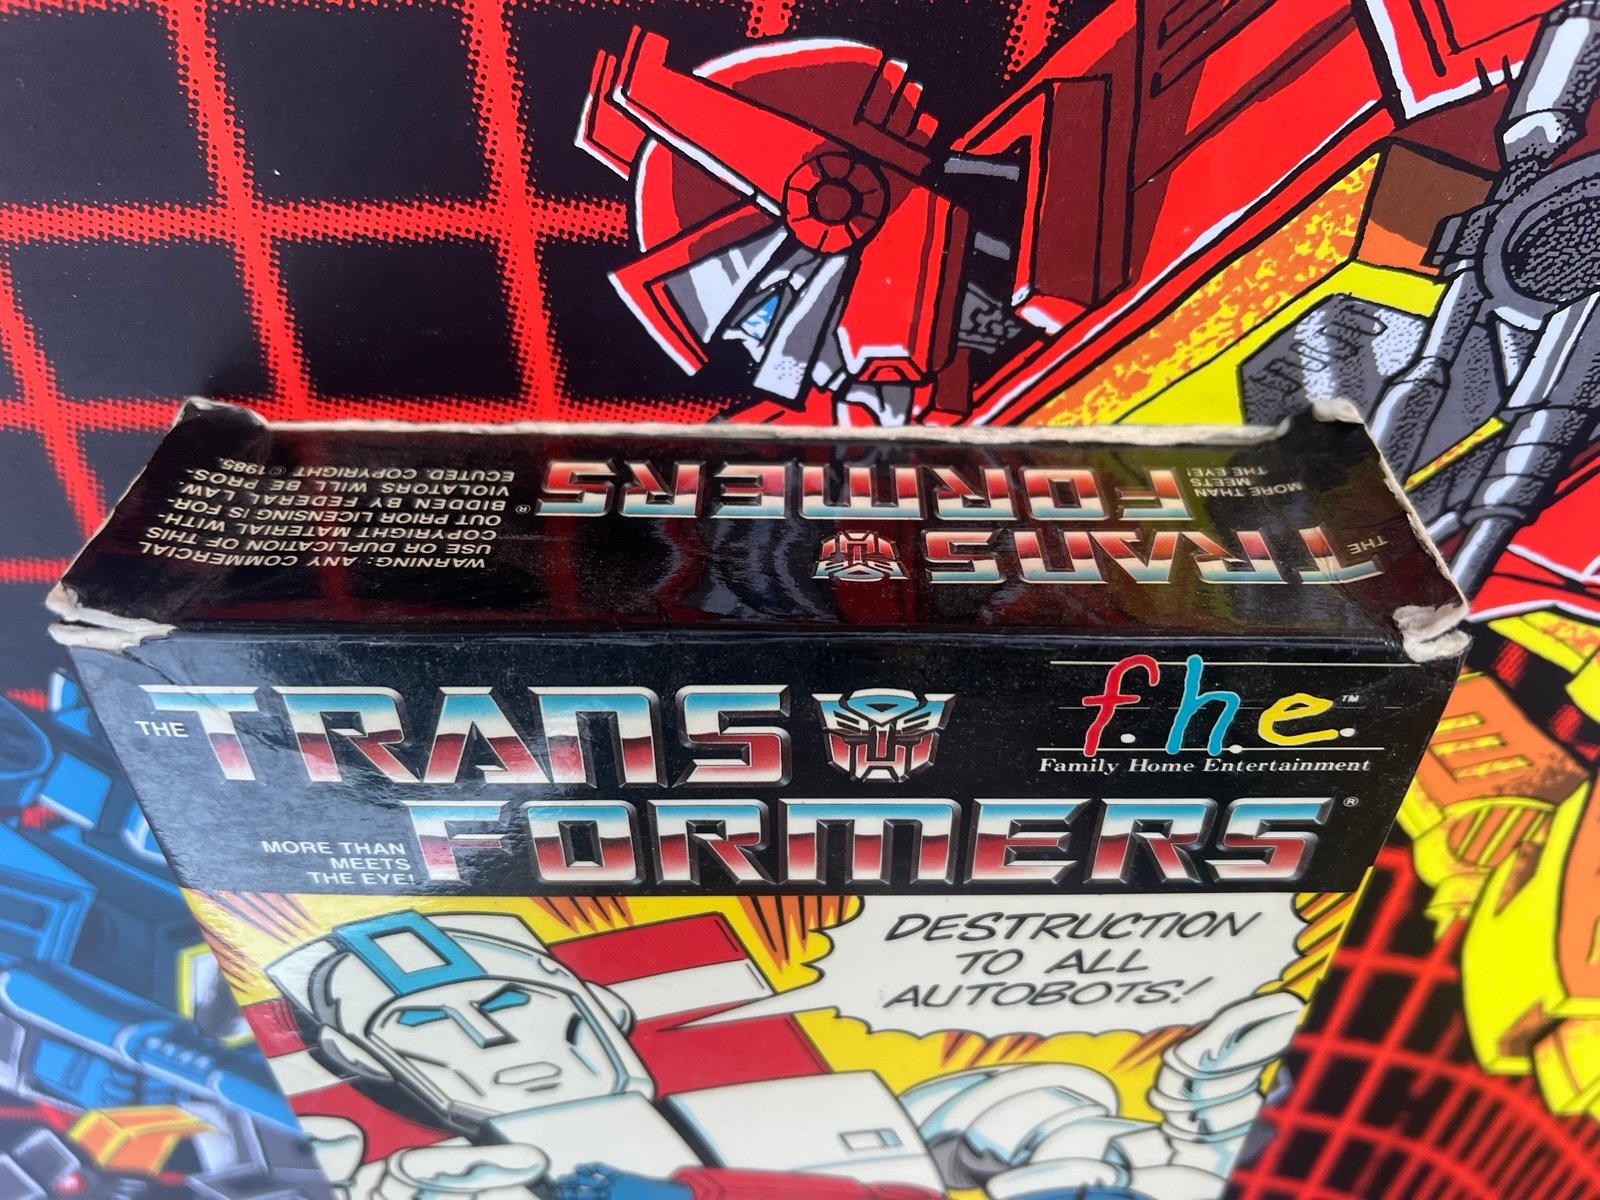 WARNING: ANY COMMERCIAL
USE OR DUPLICATION OF THIS
COPYRIGHT MATERIAL WITH-
OUT PRIOR LICENSING IS FOR-
BIDDEN BY FEDERAL LAW.
VIOLATORS WILL BE PROS-
ECUTED. COPYRIGHT © 1985.
THE TRANS
FORMERS®
MORE THAN
MEETS
THE EYE!
THE TRANS
FORMERS®
MORE THAN
MEETS
THE EYE!
f.h.e.™
Family Home Entertainment
DESTRUCTION
TO ALL
AUTOBOTS!